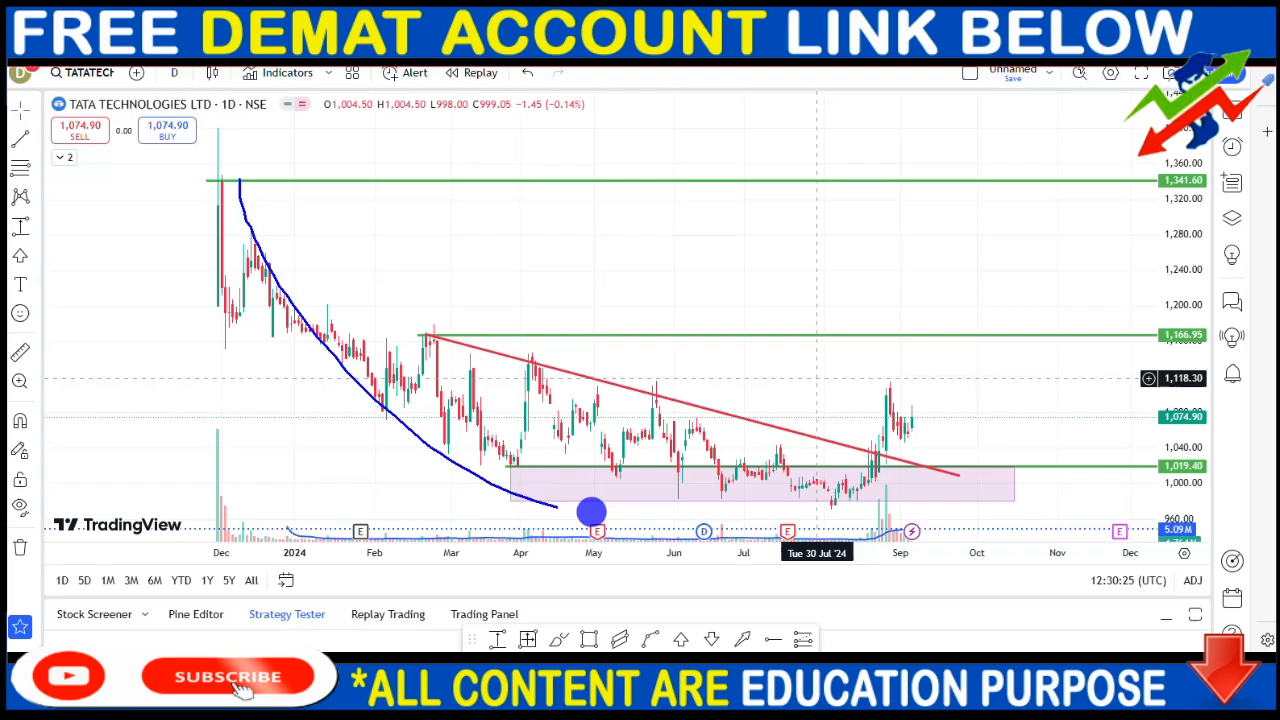 FREE DEMAT ACCOUNT LINK BELOW
D TATATECH D Indicators Alert Replay Unnamed
Save
TATA TECHNOLOGIES LTD · 1D · NSE O1,004.50 H1,004.50 L998.00 C999.05 −1.45 (−0.14%)
1,074.90 0.00 1,074.90
SELL BUY
2
1,360.00
1,341.60
1,320.00
1,280.00
1,240.00
1,200.00
1,166.95
1,118.30
1,074.90
1,040.00
1,019.40
1,000.00
960.00
TradingView
E E D E E
5.09M
Dec 2024 Feb Mar Apr May Jun Jul Tue 30 Jul '24 Sep Oct Nov Dec
1D 5D 1M 3M 6M YTD 1Y 5Y All 12:30:25 (UTC) ADJ
Stock Screener Pine Editor Strategy Tester Replay Trading Trading Panel
SUBSCRIBE
*ALL CONTENT ARE EDUCATION PURPOSE